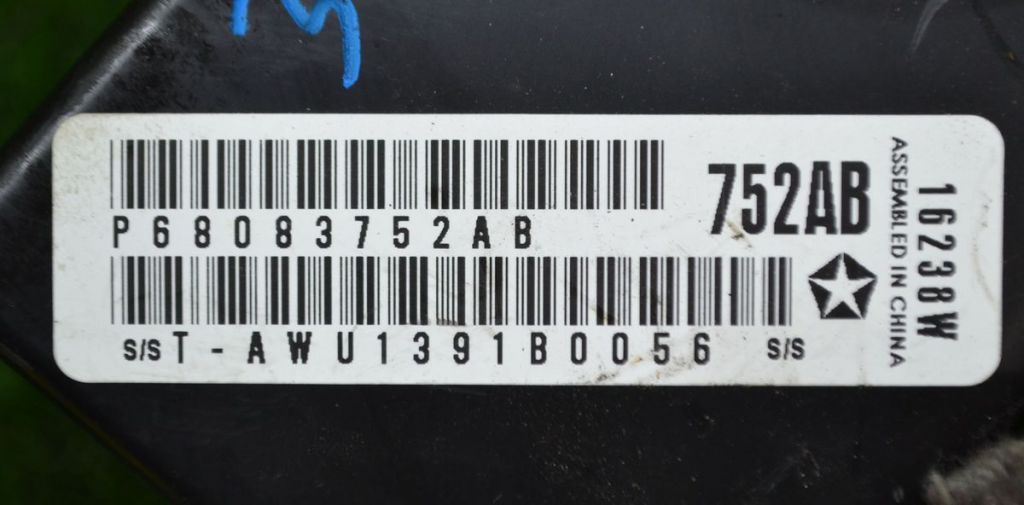 P68083752AB
752AB
s/s T-AWU1391B0056 s/s
ASSEMBLED IN CHINA
16238W